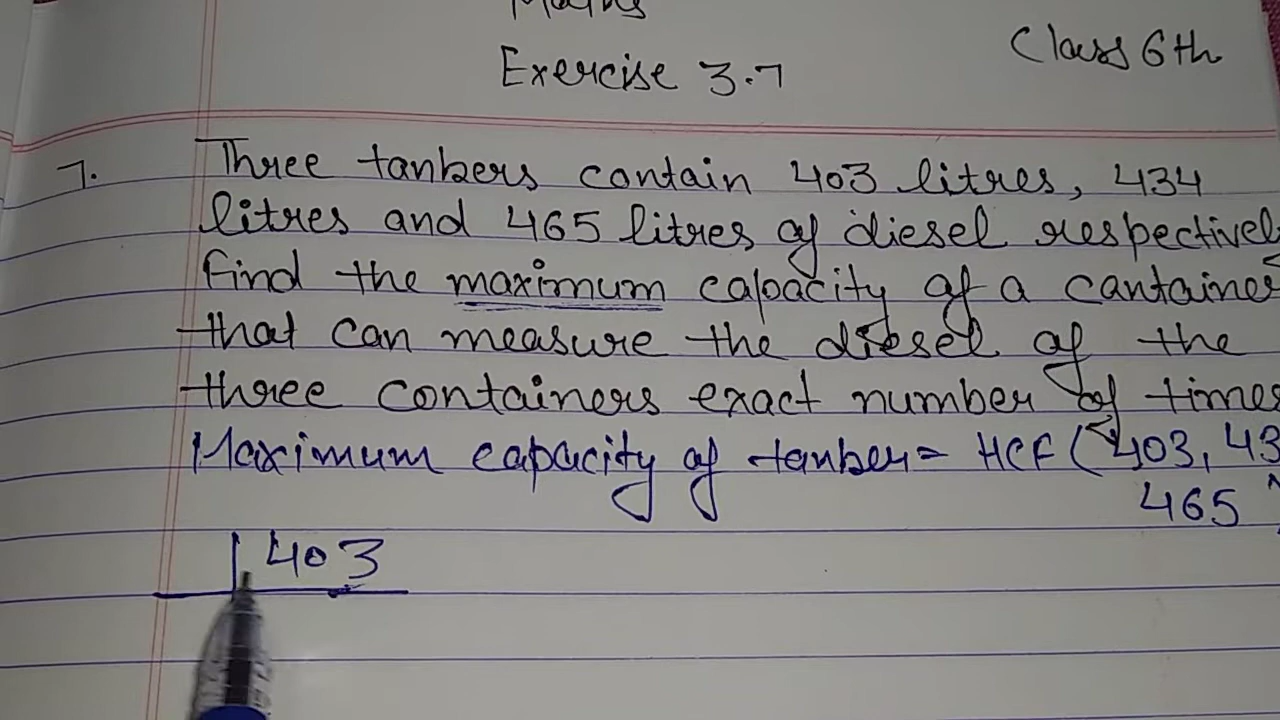 Maths
Exercise 3.7
Class 6th
7.
Three tankers contain 403 litres, 434
litres and 465 litres of diesel respectivel
find the maximum capacity of a cantainer
that can measure the diesel of the
three containers exact number of times
Maximum capacity of tanker = HCF (403, 43
465
403